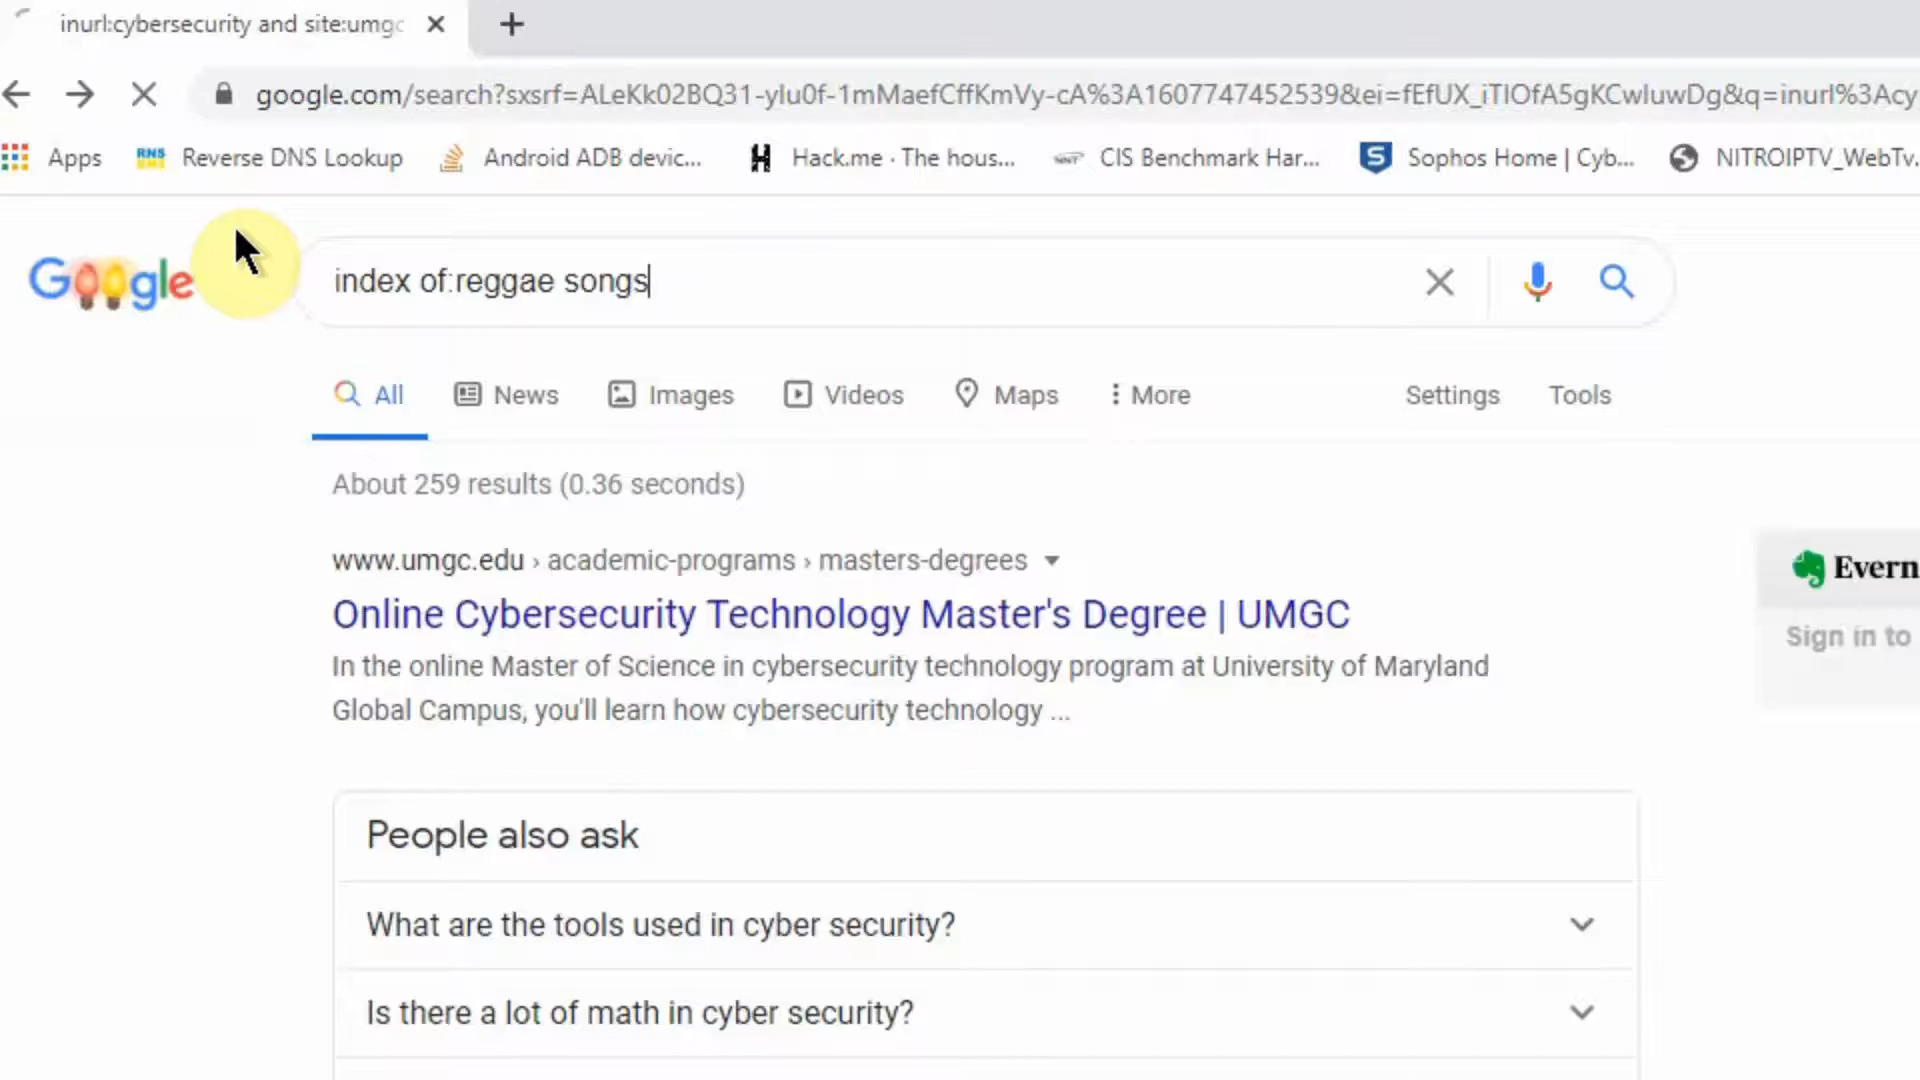 inurl:cybersecurity and site:umgc
google.com/search?sxsrf=ALeKk02BQ31-ylu0f-1mMaefCffKmVy-cA%3A1607747452539&ei=fEfUX_iTIOfA5gKCwIuwDg&q=inurl%3Acy
Apps RNS Reverse DNS Lookup Android ADB devic... Hack.me · The hous... CIS Benchmark Har... Sophos Home | Cyb... NITROIPTV_WebTv.
Google index of:reggae songs
All News Images Videos Maps More Settings Tools
About 259 results (0.36 seconds)
www.umgc.edu › academic-programs › masters-degrees
Online Cybersecurity Technology Master's Degree | UMGC
In the online Master of Science in cybersecurity technology program at University of Maryland
Global Campus, you'll learn how cybersecurity technology ...
Evern
Sign in to
People also ask
What are the tools used in cyber security?
Is there a lot of math in cyber security?